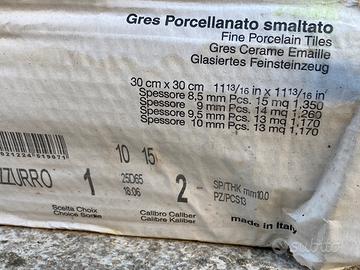 Gres Porcellanato smaltato
Fine Porcelain Tiles
Gres Cerame Emaille
Glasiertes Feinsteinzeug
30 cm x 30 cm 11 13/16 in x 11 13/16 in
Spessore 8,5 mm Pcs. 15 mq 1,350
Spessore 9 mm Pcs. 14 mq 1,260
Spessore 9,5 mm Pcs. 13 mq 1,170
Spessore 10 mm Pcs. 13 mq 1,170
ZZURRO
1
10 15
25D65
18:06
2 -
SP/THK mm10.0
PZ/PCS13
Scelta Choix
Choice Sorte
Calibro Caliber
Calibre Kaliber
made in Italy
subito